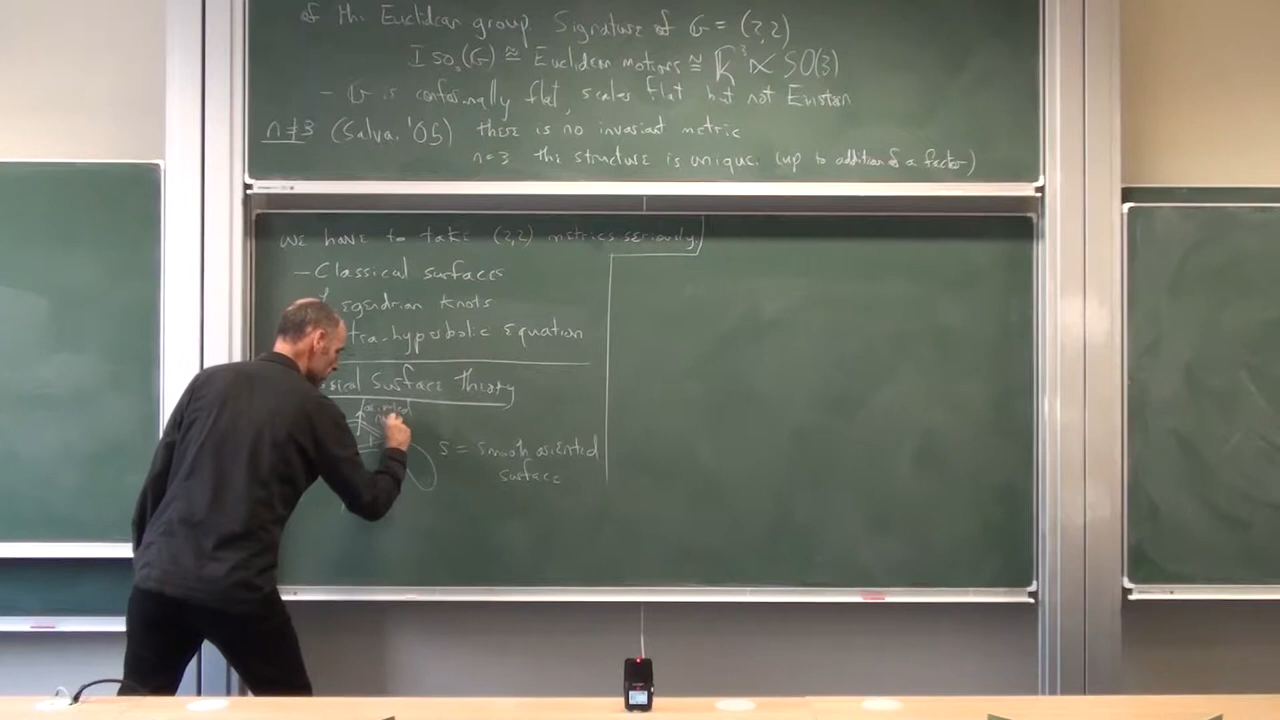 of the Euclidean group. Signature of G = (2,2)
Iso₀(G) ≅ Euclidean motions ≅ ℝ³ ⋊ SO(3)
- G is conformally flat, scalar flat but not Einstein
n≠3 (Salvai '05) there is no invariant metric
n=3 the structure is unique (up to addition of a factor)
We have to take (2,2) metrics seriously.
- Classical surfaces
Legendrian knots
tra-hyperbolic Equation
sical Surface Theory
oriented
S = smooth oriented
surface